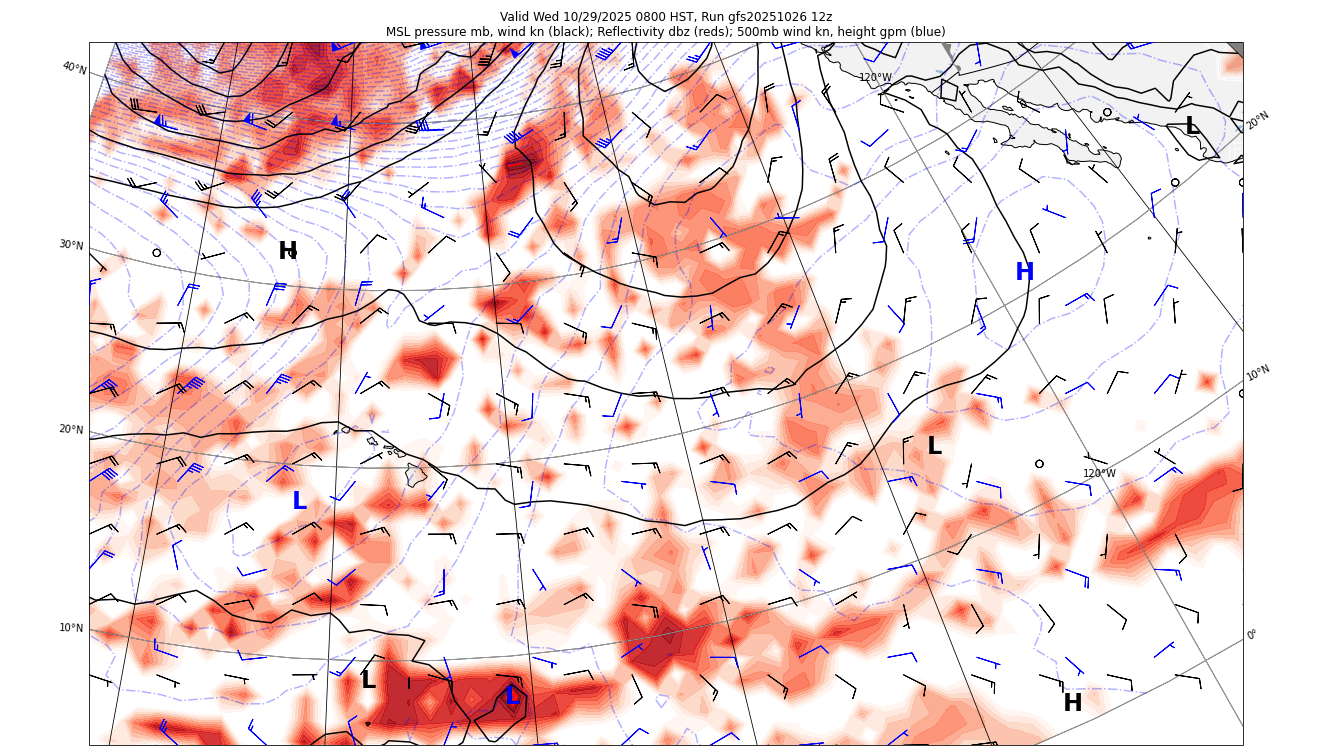 Valid Wed 10/29/2025 0800 HST, Run gfs20251026 12z
MSL pressure mb, wind kn (black); Reflectivity dbz (reds); 500mb wind kn, height gpm (blue)
40°N
120°W
L
20°N
30°N
H
H
10°N
20°N
L
L
120°W
10°N
0°
L
L
H